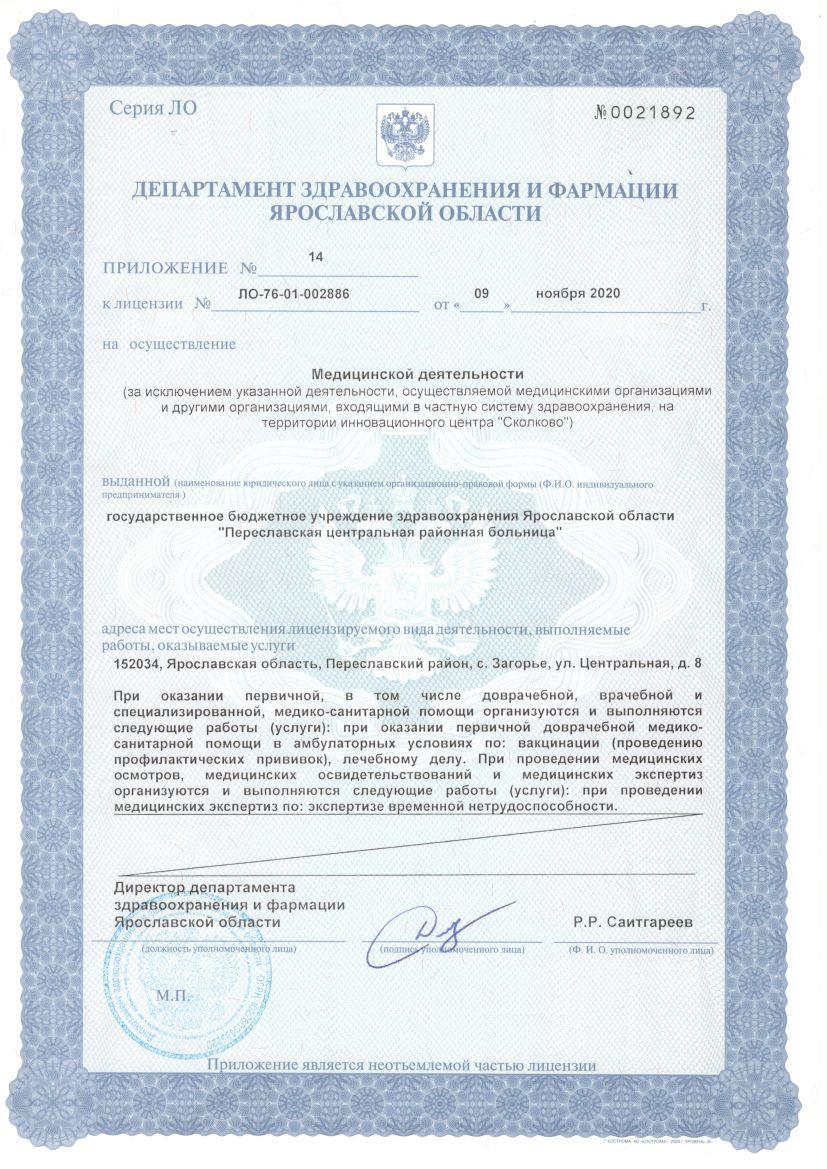 Серия ЛО
№0021892
ДЕПАРТАМЕНТ ЗДРАВООХРАНЕНИЯ И ФАРМАЦИИ
ЯРОСЛАВСКОЙ ОБЛАСТИ
ПРИЛОЖЕНИЕ № 14
к лицензии № ЛО-76-01-002886 от « 09 » ноября 2020 г.
на осуществление
Медицинской деятельности
(за исключением указанной деятельности, осуществляемой медицинскими организациями
и другими организациями, входящими в частную систему здравоохранения, на
территории инновационного центра "Сколково")
выданной (наименование юридического лица с указанием организационно-правовой формы (Ф.И.О. индивидуального
предпринимателя )
государственное бюджетное учреждение здравоохранения Ярославской области
"Переславская центральная районная больница"
адреса мест осуществления лицензируемого вида деятельности, выполняемые
работы, оказываемые услуги
152034, Ярославская область, Переславский район, с. Загорье, ул. Центральная, д. 8
При оказании первичной, в том числе доврачебной, врачебной и
специализированной, медико-санитарной помощи организуются и выполняются
следующие работы (услуги): при оказании первичной доврачебной медико-
санитарной помощи в амбулаторных условиях по: вакцинации (проведению
профилактических прививок), лечебному делу. При проведении медицинских
осмотров, медицинских освидетельствований и медицинских экспертиз
организуются и выполняются следующие работы (услуги): при проведении
медицинских экспертиз по: экспертизе временной нетрудоспособности.
Директор департамента
здравоохранения и фармации
Ярославской области
Р.Р. Саитгареев
(должность уполномоченного лица)
(подпись уполномоченного лица)
(Ф. И. О. уполномоченного лица)
М.П.
Приложение является неотъемлемой частью лицензии